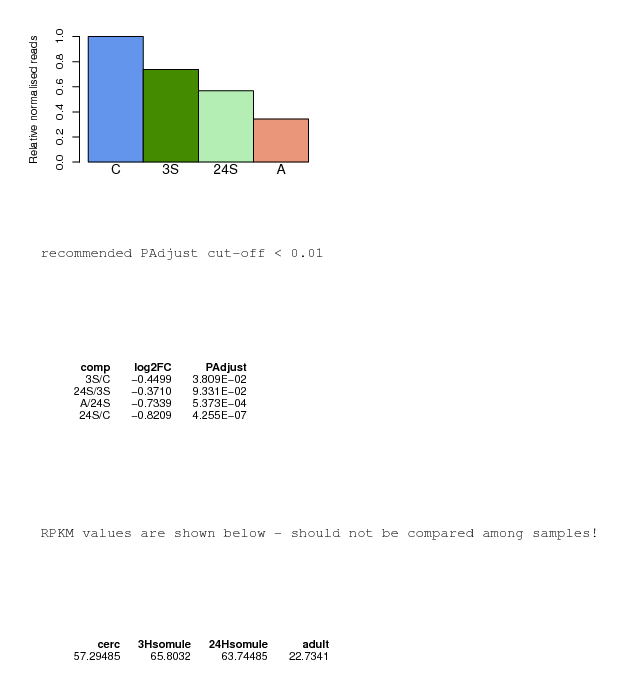 Relative normalised reads
1.0
0.8
0.6
0.4
0.2
0.0
C 3S 24S A
recommended PAdjust cut-off < 0.01
comp log2FC PAdjust
3S/C −0.4499 3.809E−02
24S/3S −0.3710 9.331E−02
A/24S −0.7339 5.373E−04
24S/C −0.8209 4.255E−07
RPKM values are shown below - should not be compared among samples!
cerc 3Hsomule 24Hsomule adult
57.29485 65.8032 63.74485 22.7341